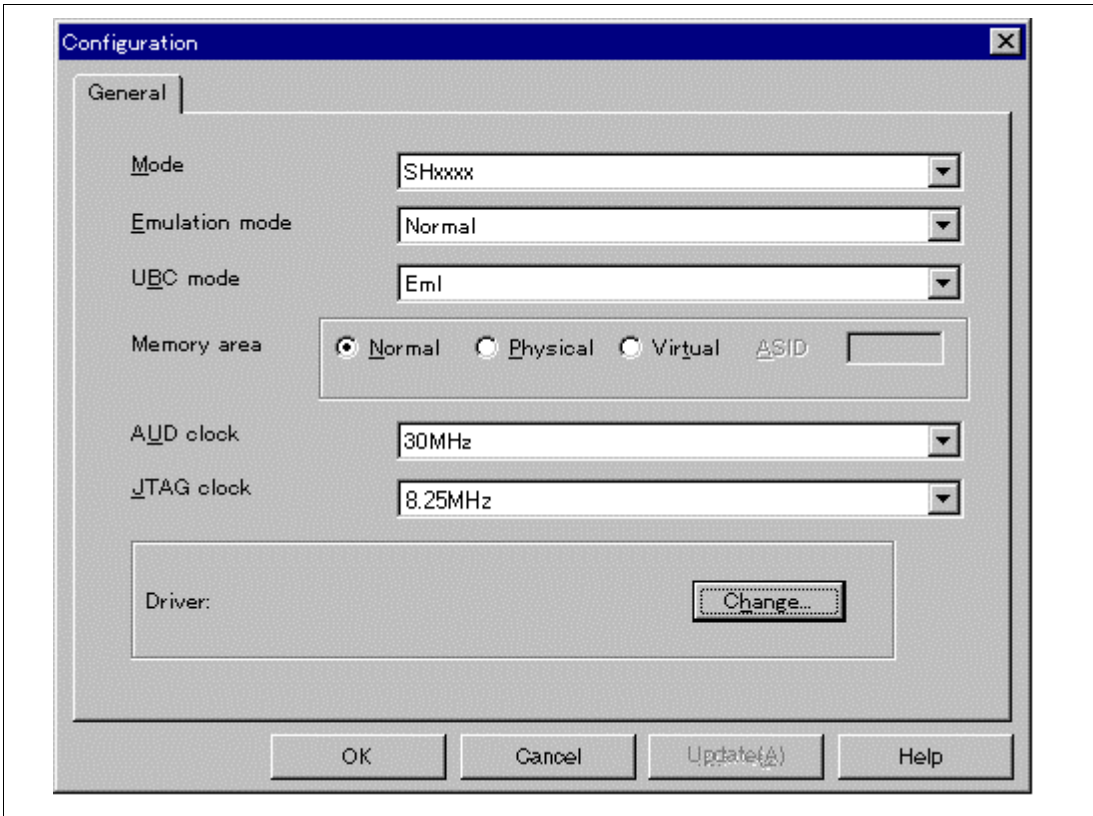 Configuration
General
Mode SHxxxx
Emulation mode Normal
UBC mode Eml
Memory area Normal Physical Virtual ASID
AUD clock 30MHz
JTAG clock 8.25MHz
Driver: Change...
OK Cancel Update(A) Help